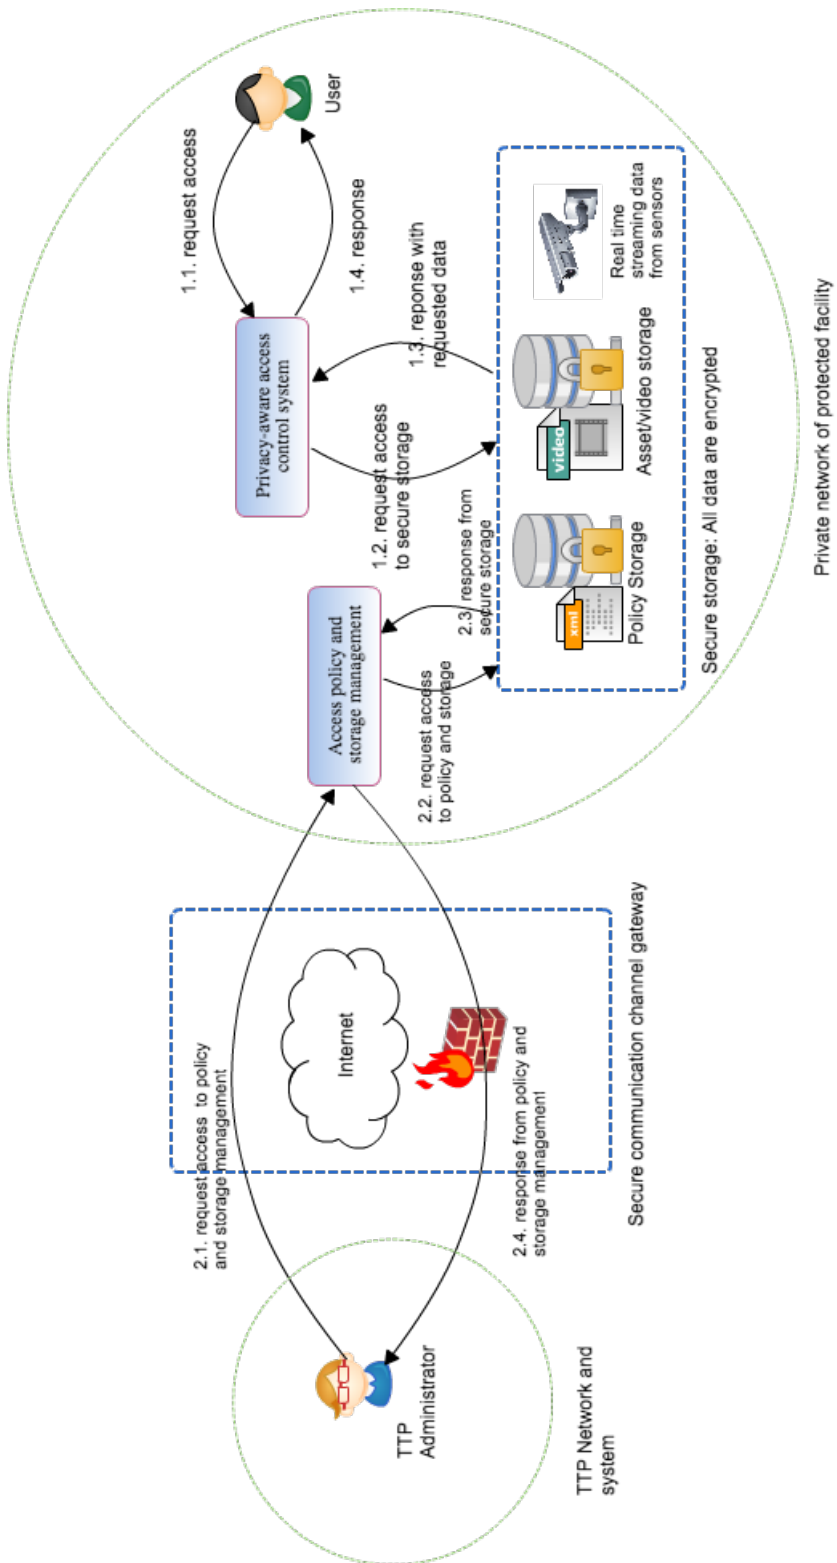 TTP
Administrator
TTP Network and
system
2.1. request access  to policy
and storage management
Internet
2.4. response from policy and
storage management
Secure communication channel gateway
Access policy and
storage management
2.2. request access
to policy and storage
2.3. response from
secure storage
Privacy-aware access
control system
1.1. request access
1.4. response
User
1.2. request access
to secure storage
1.3. reponse with
requested data
xml
Policy Storage
video
Asset/video storage
Real time
streaming data
from sensors
Secure storage: All data are encrypted
Private network of protected facility